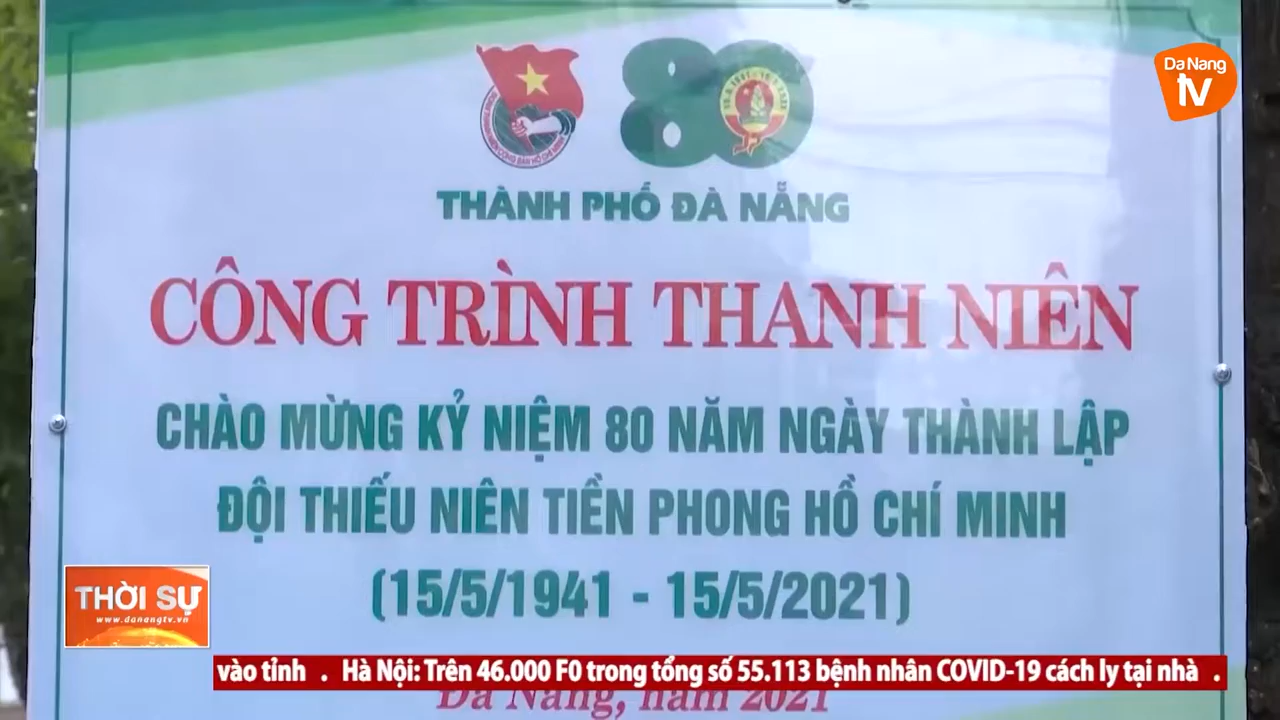 Da Nang
tv
80
THÀNH PHỐ ĐÀ NẴNG
CÔNG TRÌNH THANH NIÊN
CHÀO MỪNG KỶ NIỆM 80 NĂM NGÀY THÀNH LẬP
ĐỘI THIẾU NIÊN TIỀN PHONG HỒ CHÍ MINH
(15/5/1941 - 15/5/2021)
THỜI SỰ
www.danangtv.vn
vào tỉnh . Hà Nội: Trên 46.000 F0 trong tổng số 55.113 bệnh nhân COVID-19 cách ly tại nhà .
Đà Nẵng, năm 2021